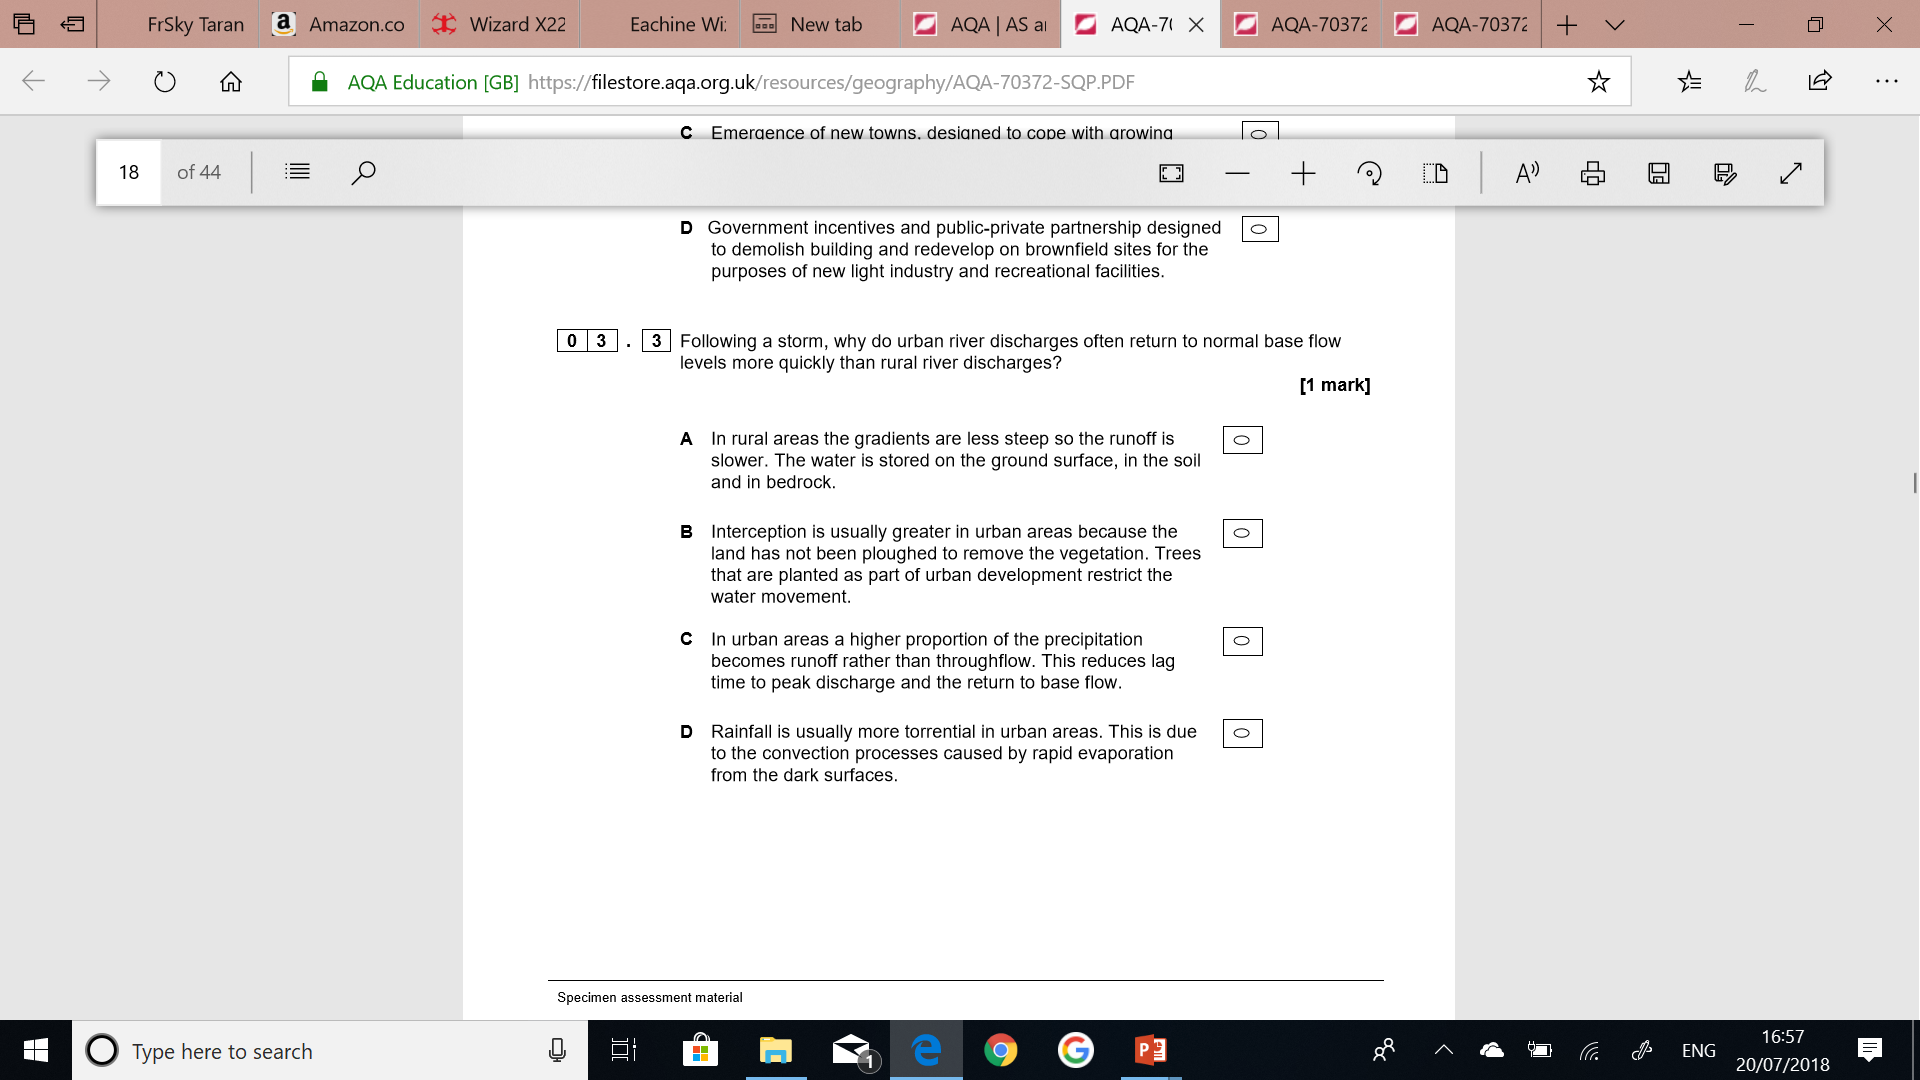 FrSky Taran
Amazon.co
Wizard X22
Eachine Wi
New tab
AQA | AS a
AQA-70
AQA-70372
AQA-70372
AQA Education [GB] https://filestore.aqa.org.uk/resources/geography/AQA-70372-SQP.PDF
C Emergence of new towns, designed to cope with growing
18 of 44
D Government incentives and public-private partnership designed
to demolish building and redevelop on brownfield sites for the
purposes of new light industry and recreational facilities.
0 3 . 3 Following a storm, why do urban river discharges often return to normal base flow
levels more quickly than rural river discharges?
[1 mark]
A In rural areas the gradients are less steep so the runoff is
slower. The water is stored on the ground surface, in the soil
and in bedrock.
B Interception is usually greater in urban areas because the
land has not been ploughed to remove the vegetation. Trees
that are planted as part of urban development restrict the
water movement.
C In urban areas a higher proportion of the precipitation
becomes runoff rather than throughflow. This reduces lag
time to peak discharge and the return to base flow.
D Rainfall is usually more torrential in urban areas. This is due
to the convection processes caused by rapid evaporation
from the dark surfaces.
Specimen assessment material
Type here to search
1
ENG
16:57
20/07/2018